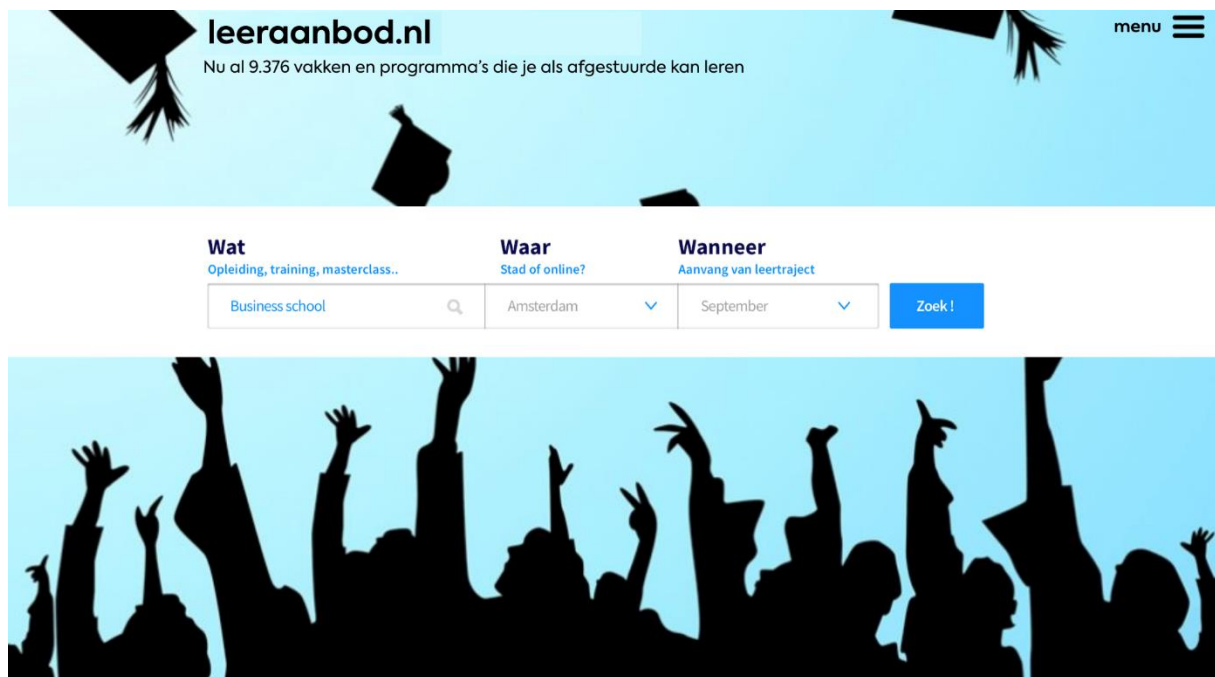 leeraanbod.nl
menu
Nu al 9.376 vakken en programma's die je als afgestuurde kan leren
Wat
Waar
Wanneer
Opleiding, training, masterclass..
Stad of online?
Aanvang van leertraject
Business school
Amsterdam
September
Zoek!